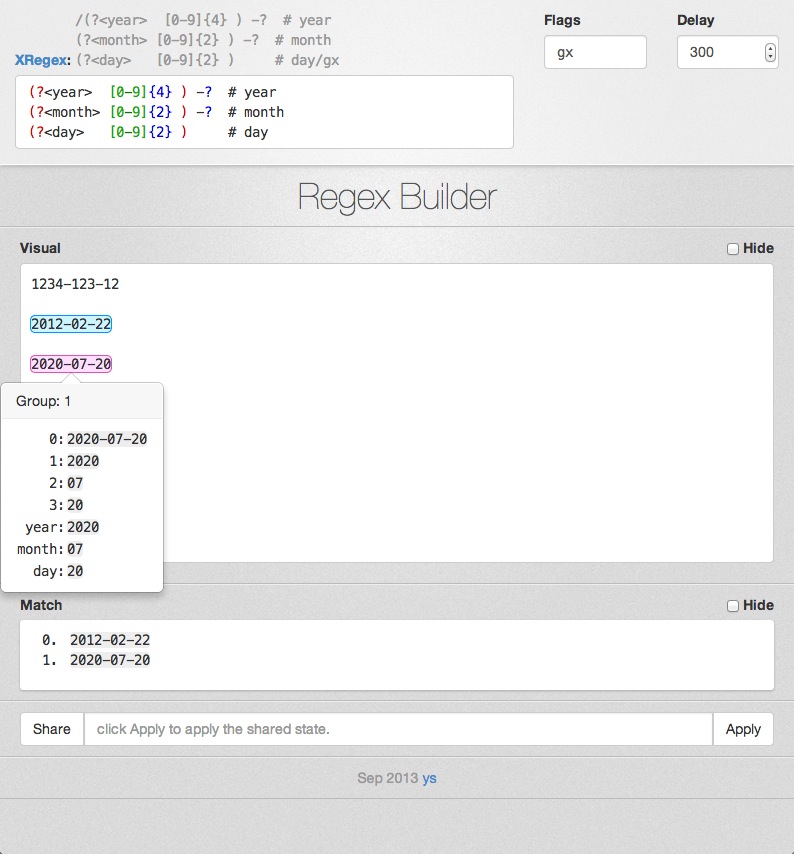 /(?<year>  [0-9]{4} ) -?  # year
(?<month> [0-9]{2} ) -?  # month
XRegex: (?<day>   [0-9]{2} )     # day/gx
Flags
Delay
gx
300
(?<year>  [0-9]{4} ) -?  # year
(?<month> [0-9]{2} ) -?  # month
(?<day>   [0-9]{2} )     # day
Regex Builder
Visual
Hide
1234-123-12
2012-02-22
2020-07-20
Group: 1
0: 2020-07-20
1: 2020
2: 07
3: 20
year: 2020
month: 07
day: 20
Match
Hide
0. 2012-02-22
1. 2020-07-20
Share
click Apply to apply the shared state.
Apply
Sep 2013 ys